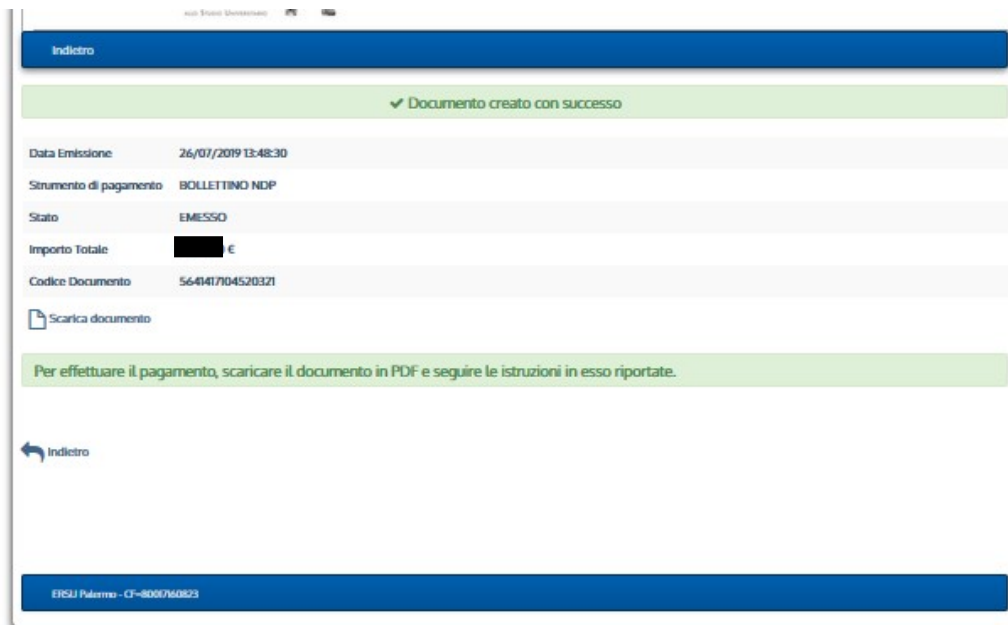 Indietro
✔ Documento creato con successo
Data Emissione 26/07/2019 13:48:30
Strumento di pagamento BOLLETTINO NDP
Stato EMESSO
Importo Totale €
Codice Documento 5641417104520321
Scarica documento
Per effettuare il pagamento, scaricare il documento in PDF e seguire le istruzioni in esso riportate.
Indietro
ERSU Palermo - CF=80017160823